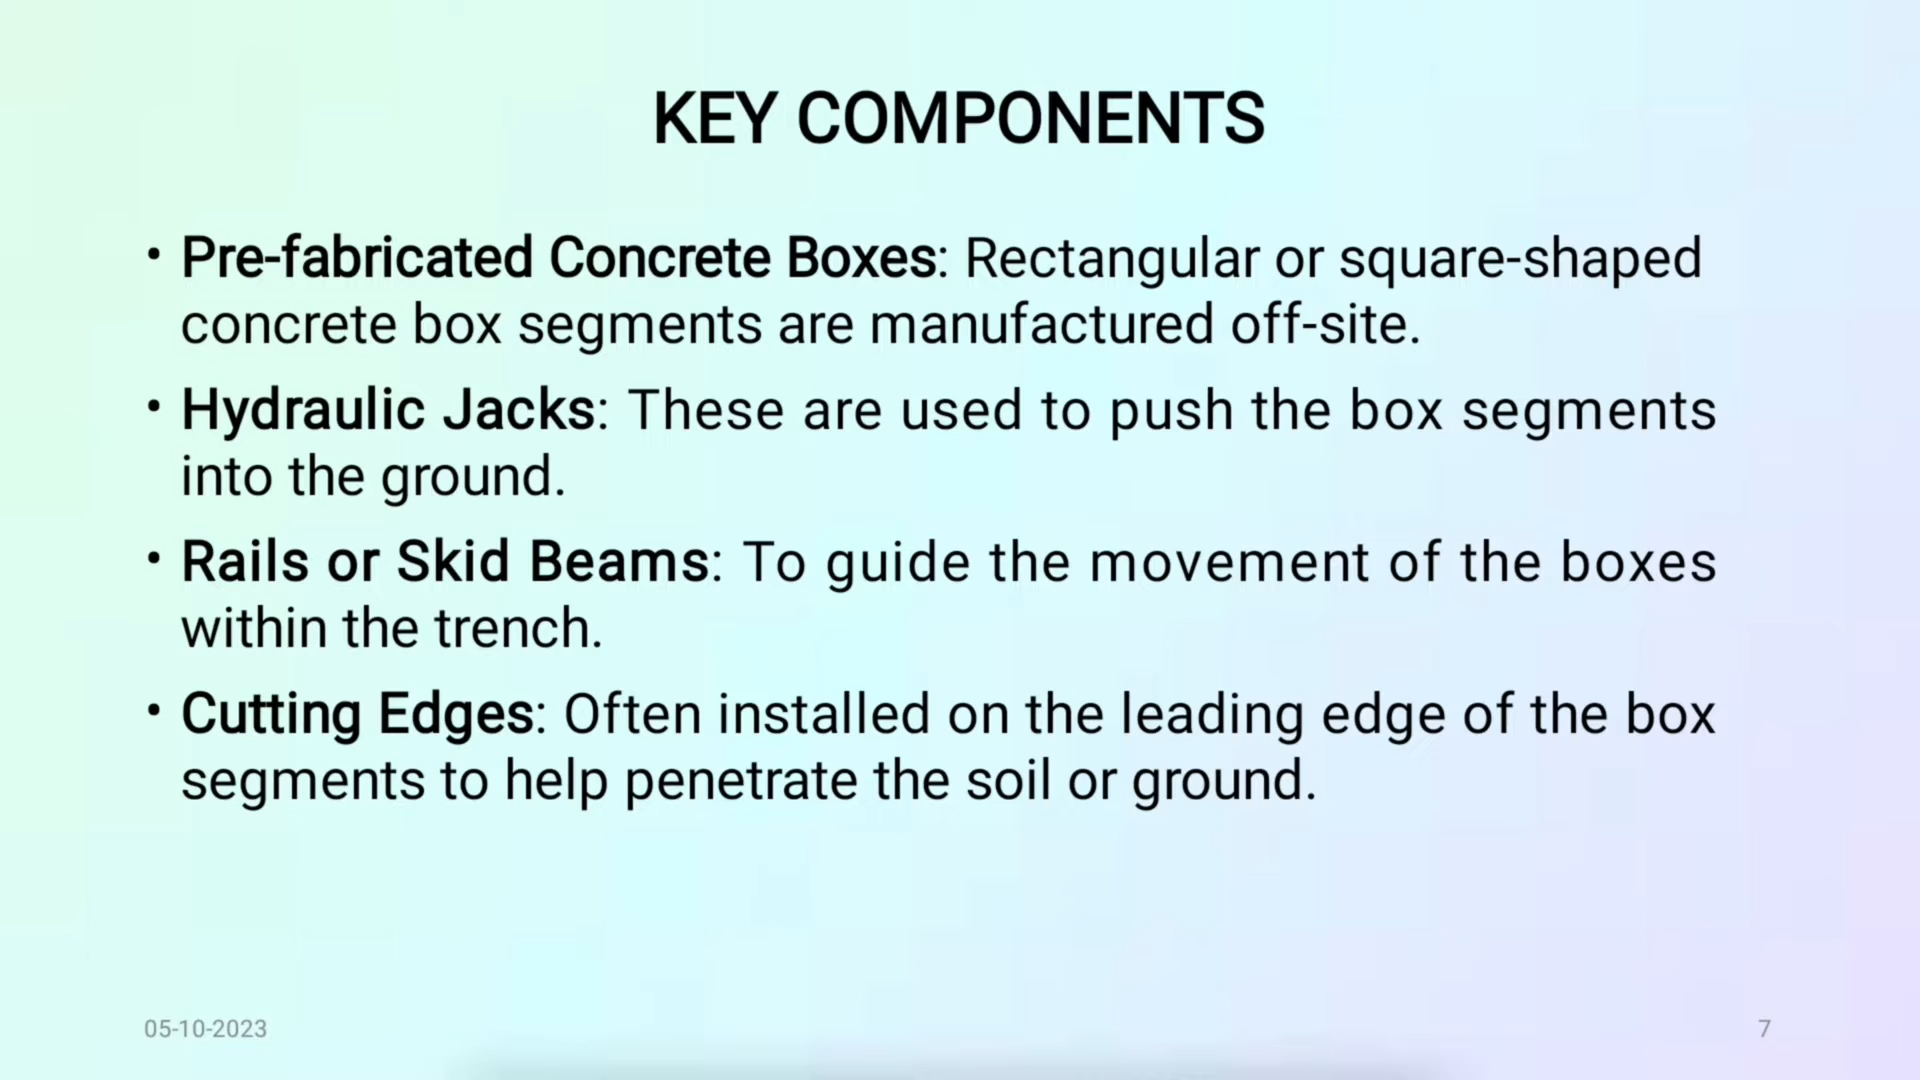 KEY COMPONENTS
• Pre-fabricated Concrete Boxes: Rectangular or square-shaped
concrete box segments are manufactured off-site.
• Hydraulic Jacks: These are used to push the box segments
into the ground.
• Rails or Skid Beams: To guide the movement of the boxes
within the trench.
• Cutting Edges: Often installed on the leading edge of the box
segments to help penetrate the soil or ground.
05-10-2023
7